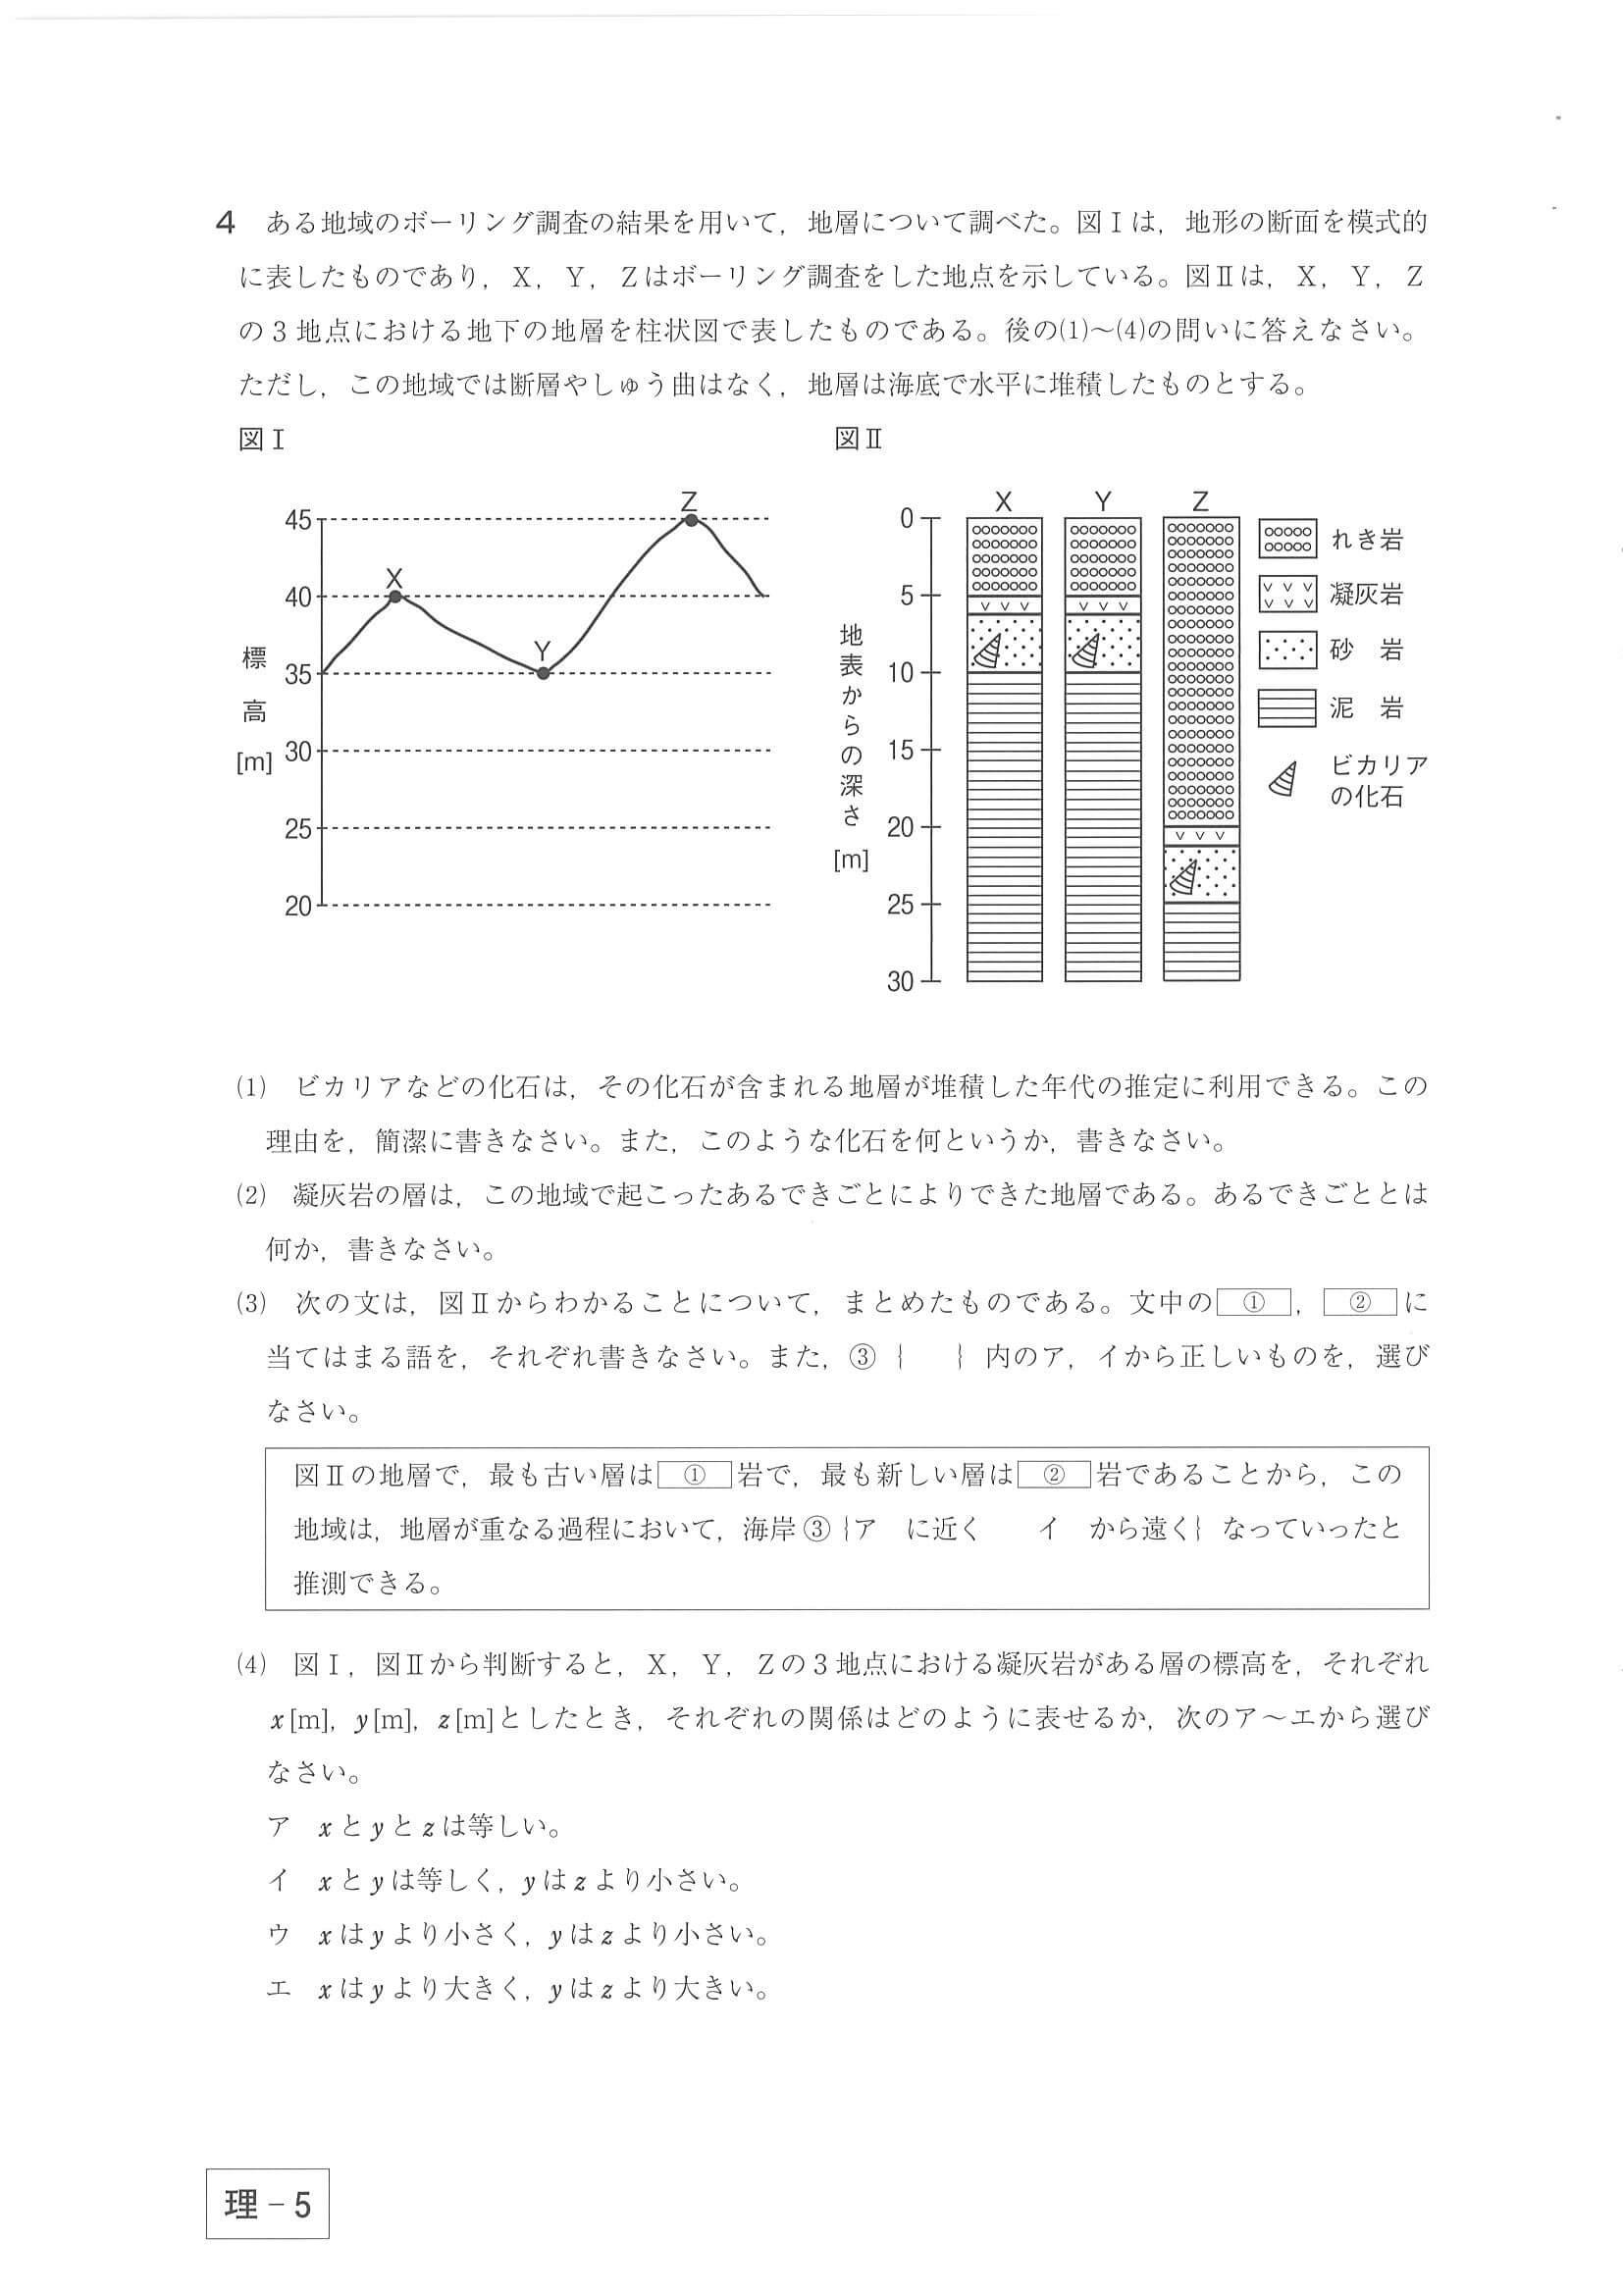 4 ある地域のボーリング調査の結果を用いて，地層について調べた。図Ⅰは，地形の断面を模式的
に表したものであり，X，Y，Zはボーリング調査をした地点を示している。図Ⅱは，X，Y，Z
の3地点における地下の地層を柱状図で表したものである。後の⑴～⑷の問いに答えなさい。
ただし，この地域では断層やしゅう曲はなく，地層は海底で水平に堆積したものとする。
図Ⅰ
45
40
35
30
25
20
標高[m]
X
Y
Z
図Ⅱ
X Y Z
0
5
10
15
20
25
30
地表からの深さ[m]
れき岩
凝灰岩
砂 岩
泥 岩
ビカリア
の化石
⑴ ビカリアなどの化石は，その化石が含まれる地層が堆積した年代の推定に利用できる。この
理由を，簡潔に書きなさい。また，このような化石を何というか，書きなさい。
⑵ 凝灰岩の層は，この地域で起こったあるできごとによりできた地層である。あるできごととは
何か，書きなさい。
⑶ 次の文は，図Ⅱからわかることについて，まとめたものである。文中の ① ， ② に
当てはまる語を，それぞれ書きなさい。また，③｛ ｝内のア，イから正しいものを，選び
なさい。
図Ⅱの地層で，最も古い層は ① 岩で，最も新しい層は ② 岩であることから，この
地域は，地層が重なる過程において，海岸③｛ア に近く イ から遠く｝なっていったと
推測できる。
⑷ 図Ⅰ，図Ⅱから判断すると，X，Y，Zの3地点における凝灰岩がある層の標高を，それぞれ
x[m]，y[m]，z[m]としたとき，それぞれの関係はどのように表せるか，次のア～エから選び
なさい。
ア xとyとzは等しい。
イ xとyは等しく，yはzより小さい。
ウ xはyより小さく，yはzより小さい。
エ xはyより大きく，yはzより大きい。
理－5